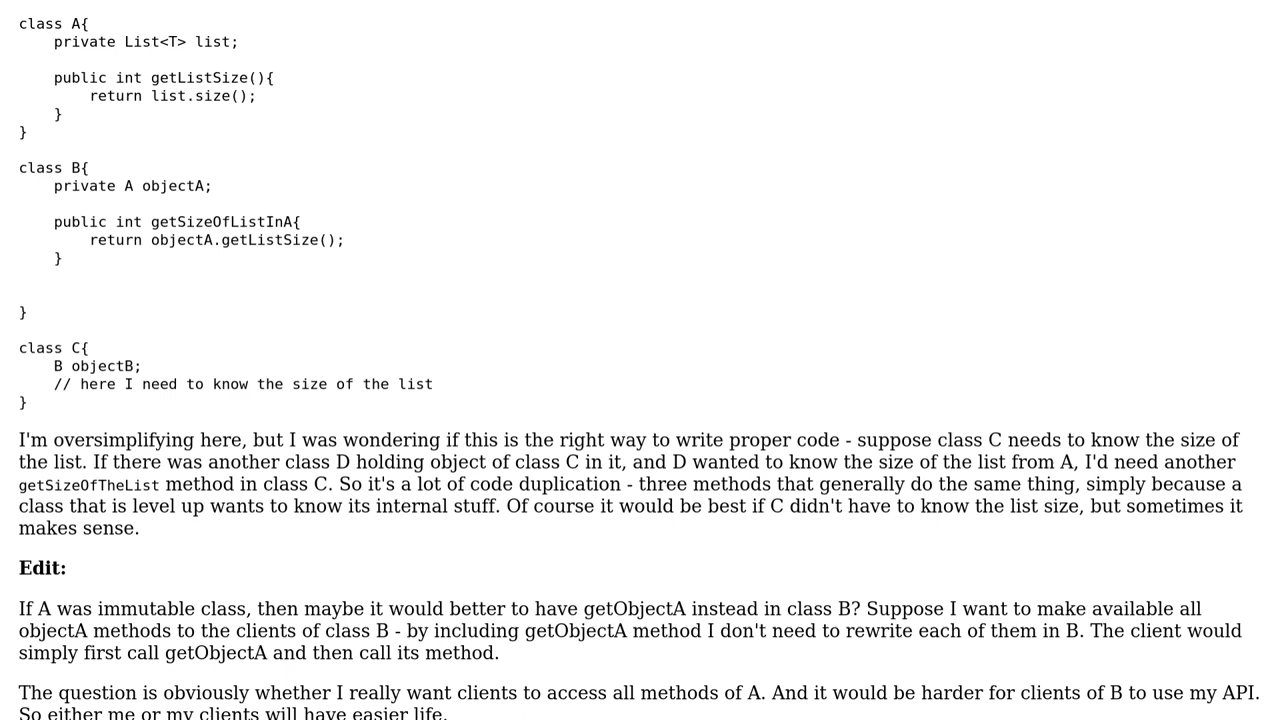 class A{
    private List<T> list;

    public int getListSize(){
        return list.size();
    }
}

class B{
    private A objectA;

    public int getSizeOfListInA{
        return objectA.getListSize();
    }


}

class C{
    B objectB;
    // here I need to know the size of the list
}

I'm oversimplifying here, but I was wondering if this is the right way to write proper code - suppose class C needs to know the size of
the list. If there was another class D holding object of class C in it, and D wanted to know the size of the list from A, I'd need another
getSizeOfTheList method in class C. So it's a lot of code duplication - three methods that generally do the same thing, simply because a
class that is level up wants to know its internal stuff. Of course it would be best if C didn't have to know the list size, but sometimes it
makes sense.

Edit:

If A was immutable class, then maybe it would better to have getObjectA instead in class B? Suppose I want to make available all
objectA methods to the clients of class B - by including getObjectA method I don't need to rewrite each of them in B. The client would
simply first call getObjectA and then call its method.

The question is obviously whether I really want clients to access all methods of A. And it would be harder for clients of B to use my API.
So either me or my clients will have easier life.